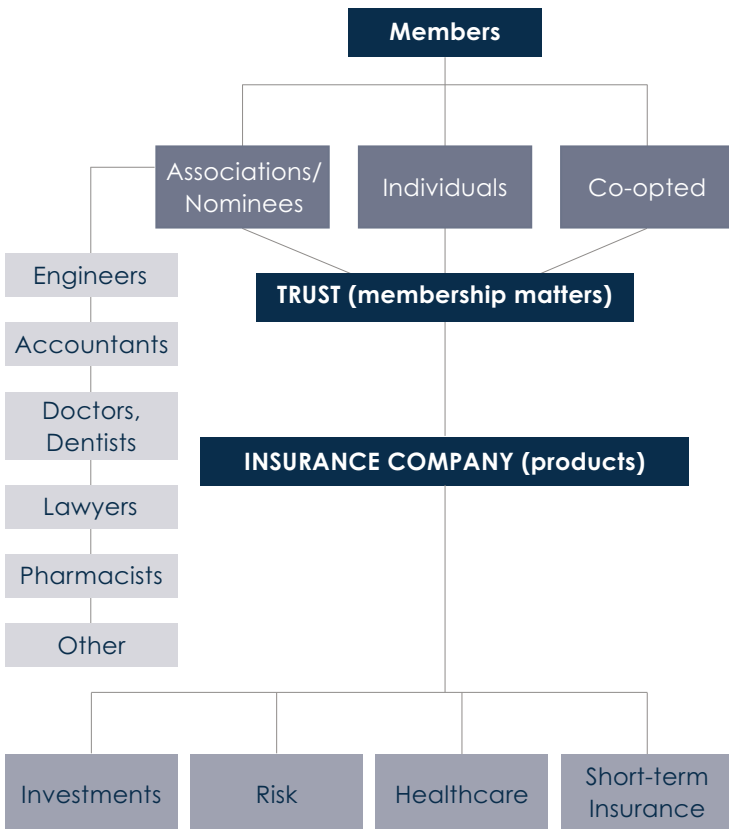 Members
Associations/
Nominees
Individuals
Co-opted
TRUST (membership matters)
Engineers
Accountants
Doctors,
Dentists
Lawyers
Pharmacists
Other
INSURANCE COMPANY (products)
Investments
Risk
Healthcare
Short-term
Insurance